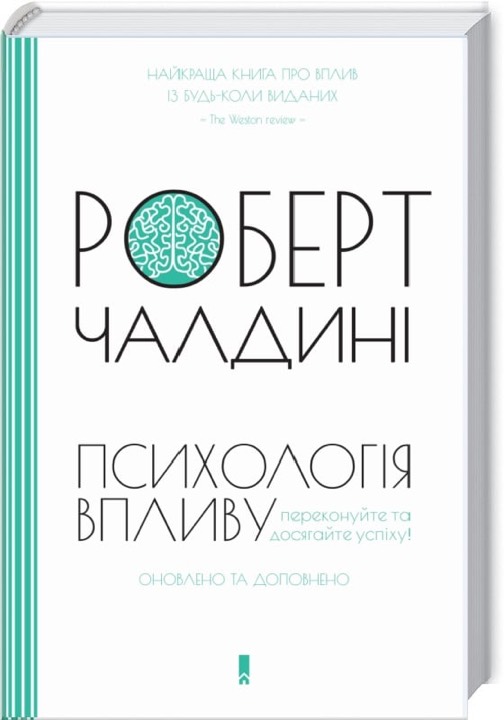 НАЙКРАЩА КНИГА ПРО ВПЛИВ
ІЗ БУДЬ-КОЛИ ВИДАНИХ
– The Weston review –
РОБЕРТ
ЧАЛДИНІ
ПСИХОЛОГІЯ
ВПЛИВУ
переконуйте та
досягайте успіху!
ОНОВЛЕНО ТА ДОПОВНЕНО